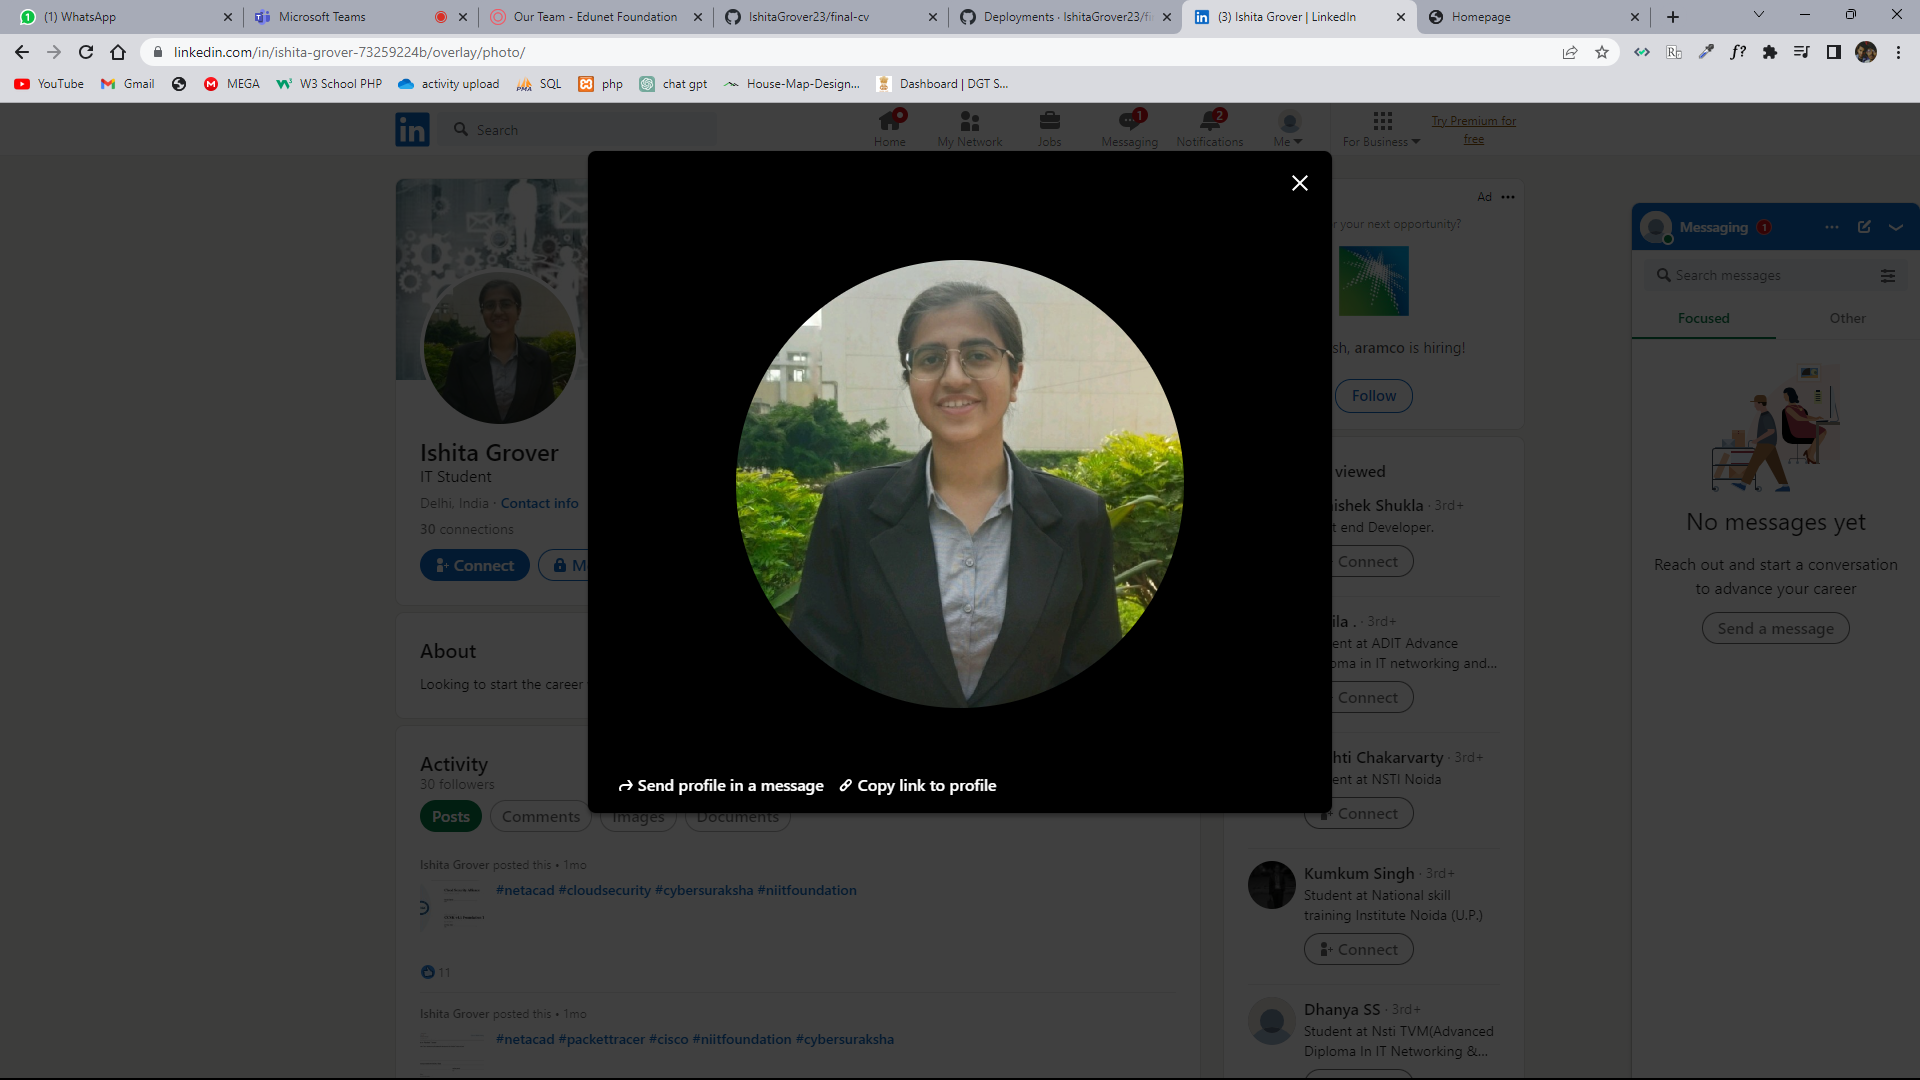 (1) WhatsApp
Microsoft Teams
Our Team - Edunet Foundation
IshitaGrover23/final-cv
Deployments · IshitaGrover23/fi
(3) Ishita Grover | LinkedIn
Homepage
linkedin.com/in/ishita-grover-73259224b/overlay/photo/
YouTube
Gmail
MEGA
W3 School PHP
activity upload
SQL
php
chat gpt
House-Map-Design...
Dashboard | DGT S...
in
Search
Home
My Network
Jobs
1
Messaging
2
Notifications
Me
For Business
Try Premium for
free
Ishita Grover
IT Student
Delhi, India · Contact info
30 connections
Connect
M
About
Looking to start the career
Activity
30 followers
Posts
Comments
Images
Documents
Ishita Grover posted this • 1mo
#netacad #cloudsecurity #cybersuraksha #niitfoundation
11
Ishita Grover posted this • 1mo
#netacad #packettracer #cisco #niitfoundation #cybersuraksha
Send profile in a message
Copy link to profile
Ad
r your next opportunity?
sh, aramco is hiring!
Follow
viewed
ishek Shukla · 3rd+
t end Developer.
Connect
ila . · 3rd+
ent at ADIT Advance
oma in IT networking and...
Connect
hti Chakarvarty · 3rd+
ent at NSTI Noida
Connect
Kumkum Singh · 3rd+
Student at National skill
training Institute Noida (U.P.)
Connect
Dhanya SS · 3rd+
Student at Nsti TVM(Advanced
Diploma In IT Networking &...
Messaging 1
Search messages
Focused
Other
No messages yet
Reach out and start a conversation
to advance your career
Send a message